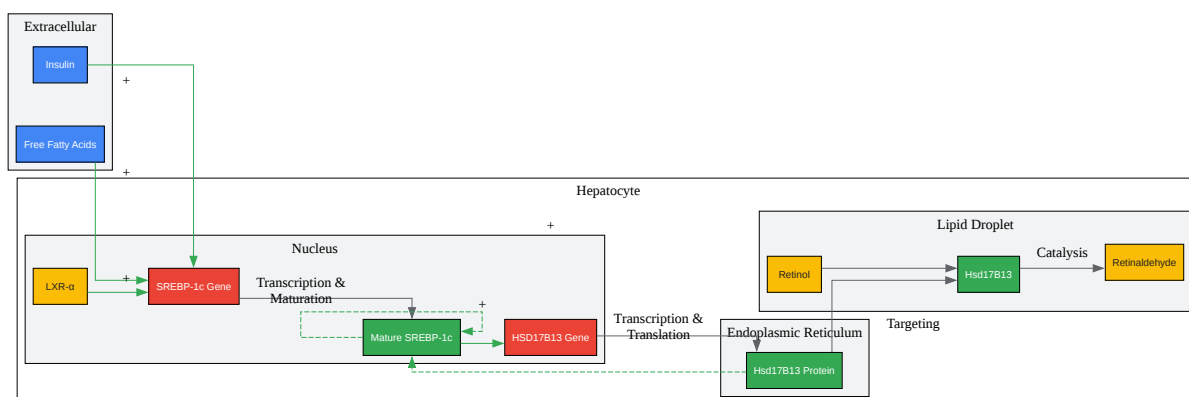 Extracellular
Insulin
+
Free Fatty Acids
+
Hepatocyte
+
Lipid Droplet
Nucleus
Catalysis
Retinol
Hsd17B13
Retinaldehyde
LXR-α
+
SREBP-1c Gene
Transcription &
Maturation
+
Transcription &
Translation
Targeting
Endoplasmic Reticulum
Mature SREBP-1c
HSD17B13 Gene
Hsd17B13 Protein